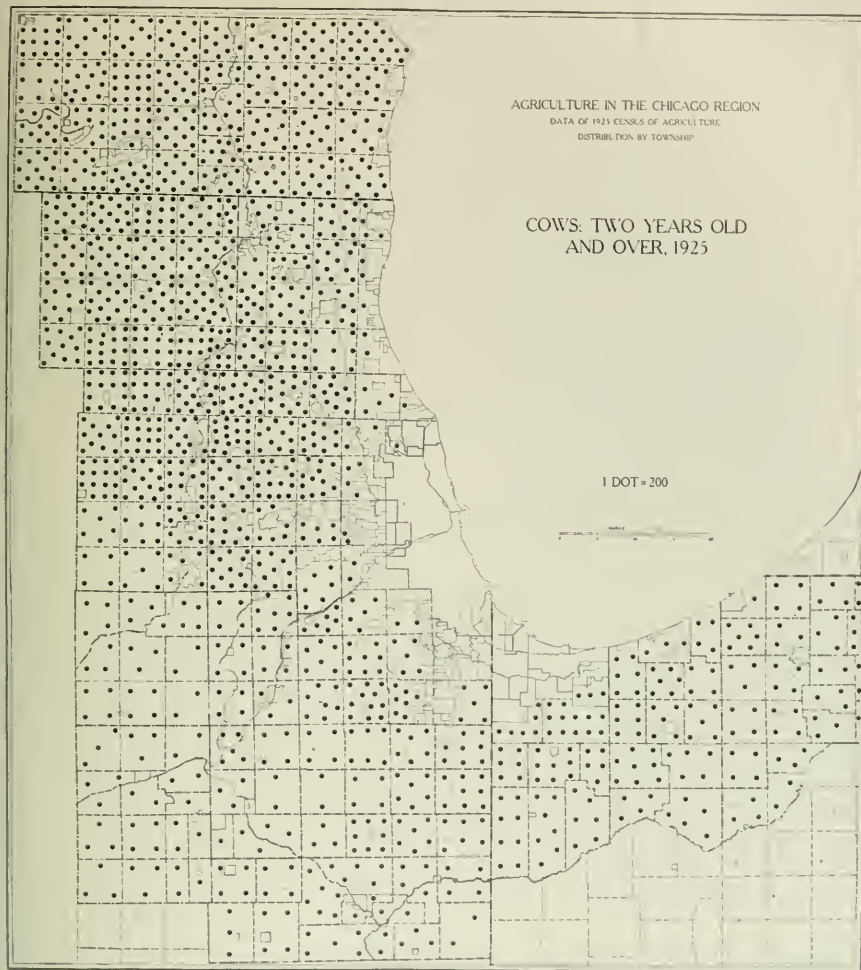 AGRICULTURE IN THE CHICAGO REGION
DATA OF 1925 CENSUS OF AGRICULTURE
DISTRIBUTION BY TOWNSHIP
COWS: TWO YEARS OLD
AND OVER, 1925
1 DOT = 200